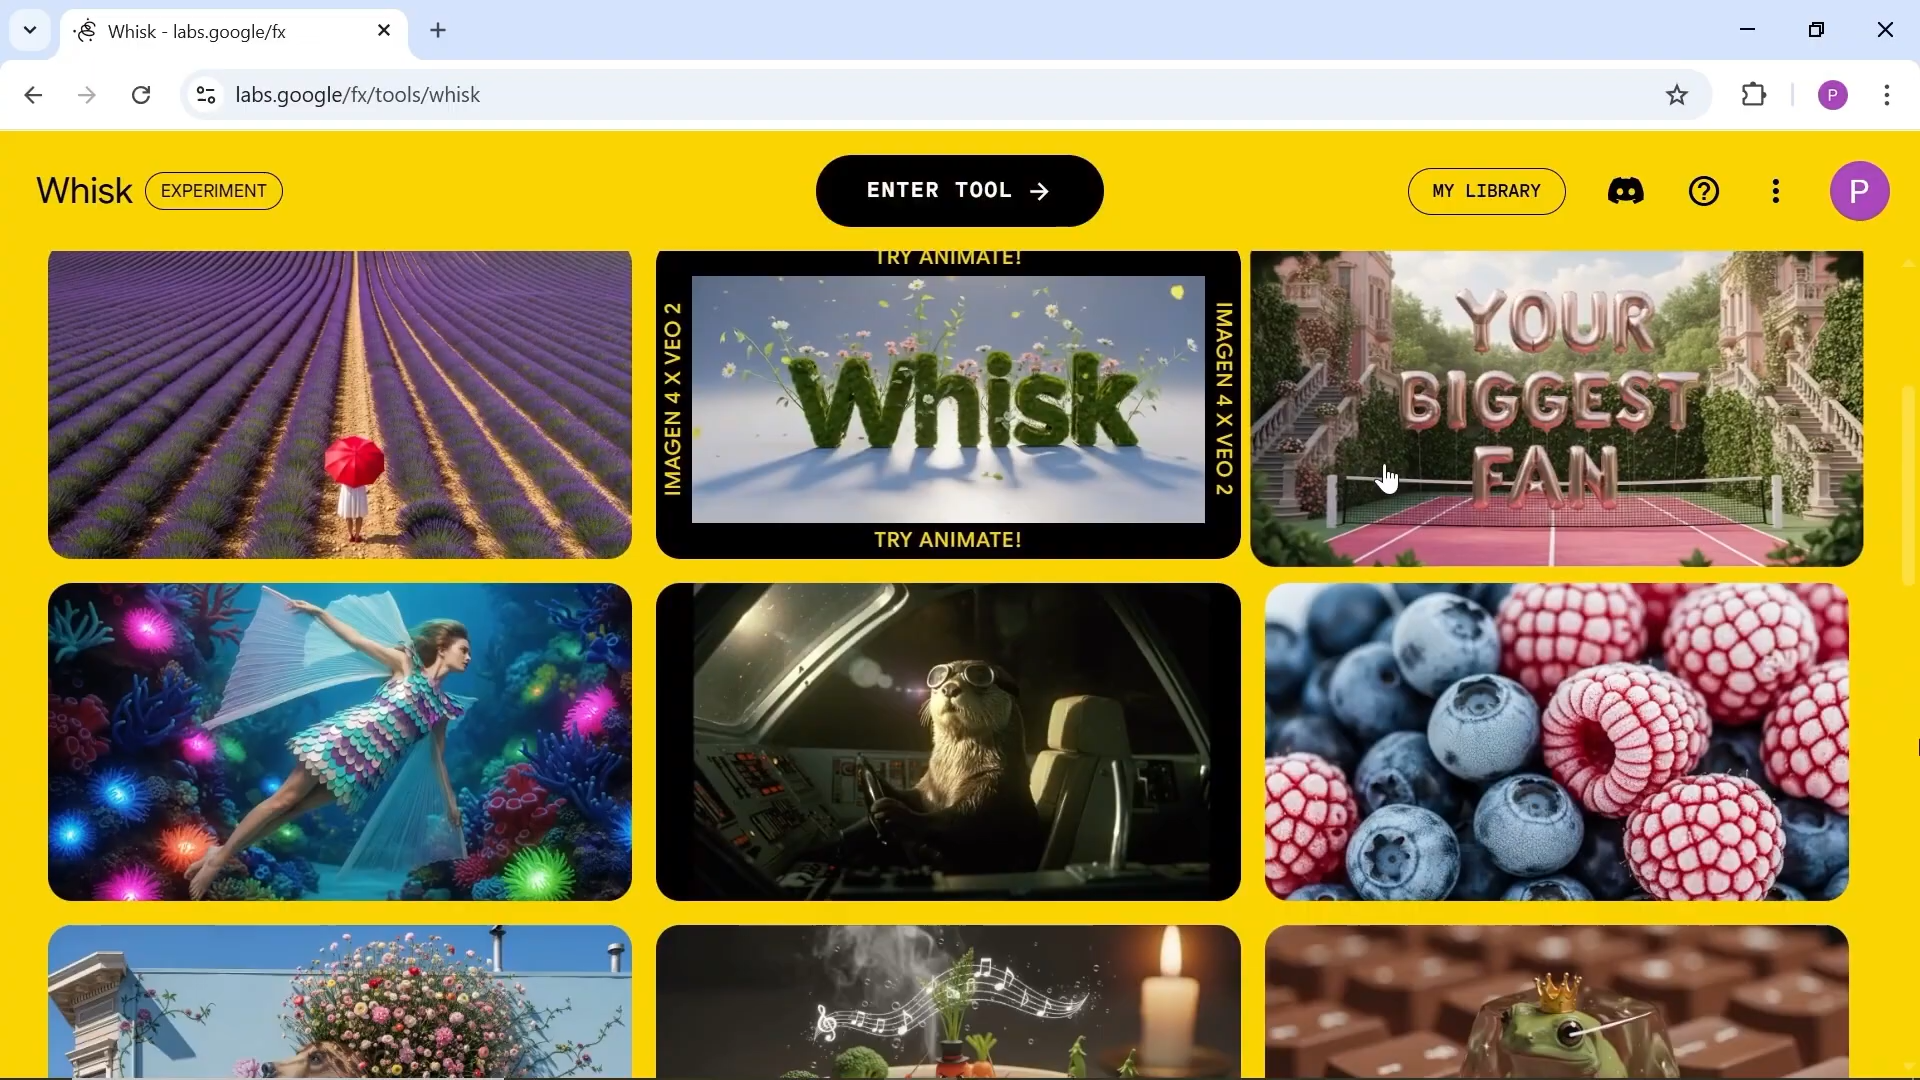 Whisk - labs.google/fx
labs.google/fx/tools/whisk
P
Whisk
EXPERIMENT
ENTER TOOL
MY LIBRARY
P
TRY ANIMATE!
IMAGEN 4 X VEO 2
Whisk
IMAGEN 4 X VEO 2
TRY ANIMATE!
YOUR
BIGGEST
FAN